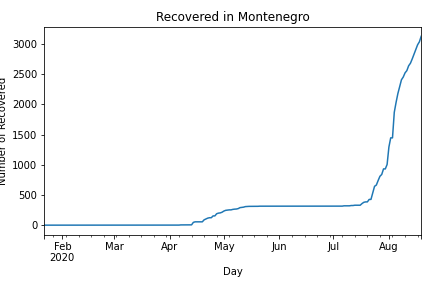 Recovered in Montenegro
Number of Recovered
3000
2500
2000
1500
1000
500
0
Feb Mar Apr May Jun Jul Aug
2020
Day